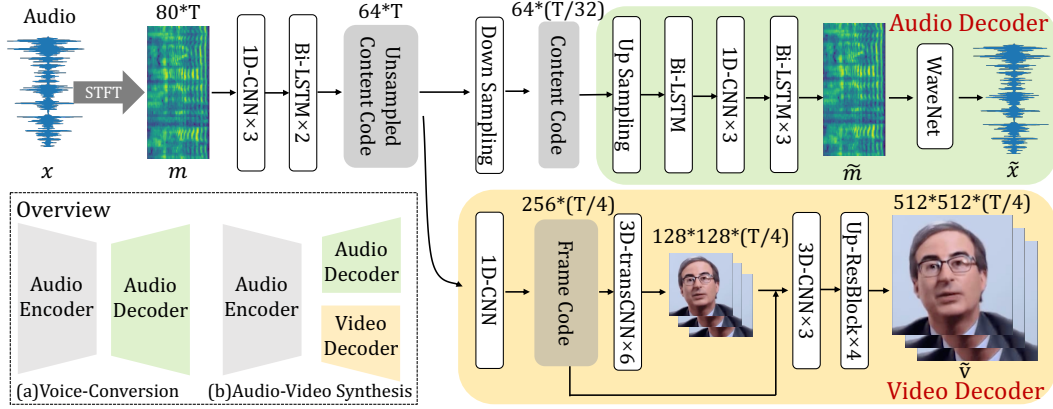 Audio
STFT
x
80*T
m
1D-CNN×3
Bi-LSTM×2
64*T
Unsampled
Content Code
Down Sampling
64*(T/32)
Content Code
Audio Decoder
Up Sampling
Bi-LSTM
1D-CNN×3
Bi-LSTM×3
m̃
WaveNet
x̃
Overview
Audio
Encoder
Audio
Decoder
(a)Voice-Conversion
Audio
Encoder
Audio
Decoder
Video
Decoder
(b)Audio-Video Synthesis
1D-CNN
256*(T/4)
Frame Code
3D-transCNN×6
128*128*(T/4)
3D-CNN×3
Up-ResBlock×4
512*512*(T/4)
ṽ
Video Decoder